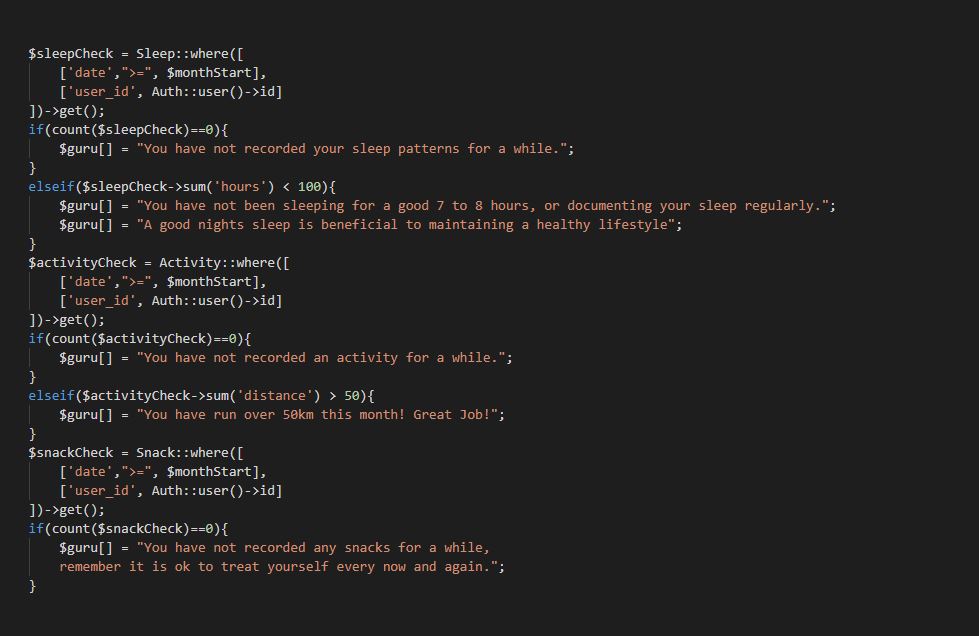 $sleepCheck = Sleep::where([
    ['date',">=", $monthStart],
    ['user_id', Auth::user()->id]
])->get();
if(count($sleepCheck)==0){
    $guru[] = "You have not recorded your sleep patterns for a while.";
}
elseif($sleepCheck->sum('hours') < 100){
    $guru[] = "You have not been sleeping for a good 7 to 8 hours, or documenting your sleep regularly.";
    $guru[] = "A good nights sleep is beneficial to maintaining a healthy lifestyle";
}
$activityCheck = Activity::where([
    ['date',">=", $monthStart],
    ['user_id', Auth::user()->id]
])->get();
if(count($activityCheck)==0){
    $guru[] = "You have not recorded an activity for a while.";
}
elseif($activityCheck->sum('distance') > 50){
    $guru[] = "You have run over 50km this month! Great Job!";
}
$snackCheck = Snack::where([
    ['date',">=", $monthStart],
    ['user_id', Auth::user()->id]
])->get();
if(count($snackCheck)==0){
    $guru[] = "You have not recorded any snacks for a while,
    remember it is ok to treat yourself every now and again.";
}